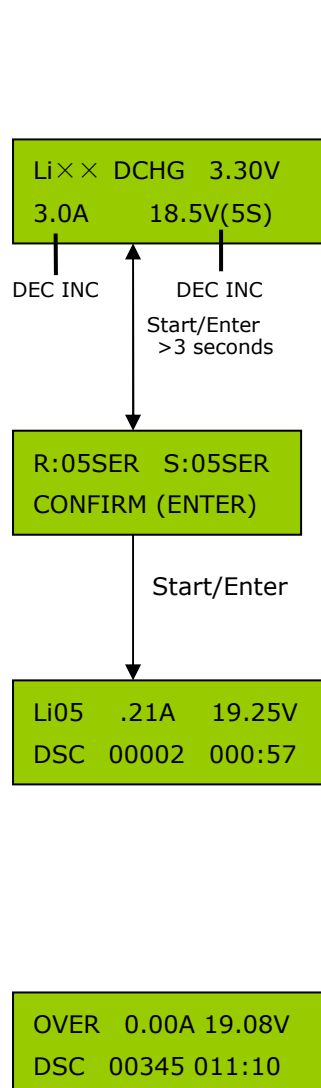 Li×× DCHG 3.30V
3.0A 18.5V(5S)
DEC INC DEC INC
Start/Enter
>3 seconds
R:05SER S:05SER
CONFIRM (ENTER)
Start/Enter
Li05 .21A 19.25V
DSC 00002 000:57
OVER 0.00A 19.08V
DSC 00345 011:10